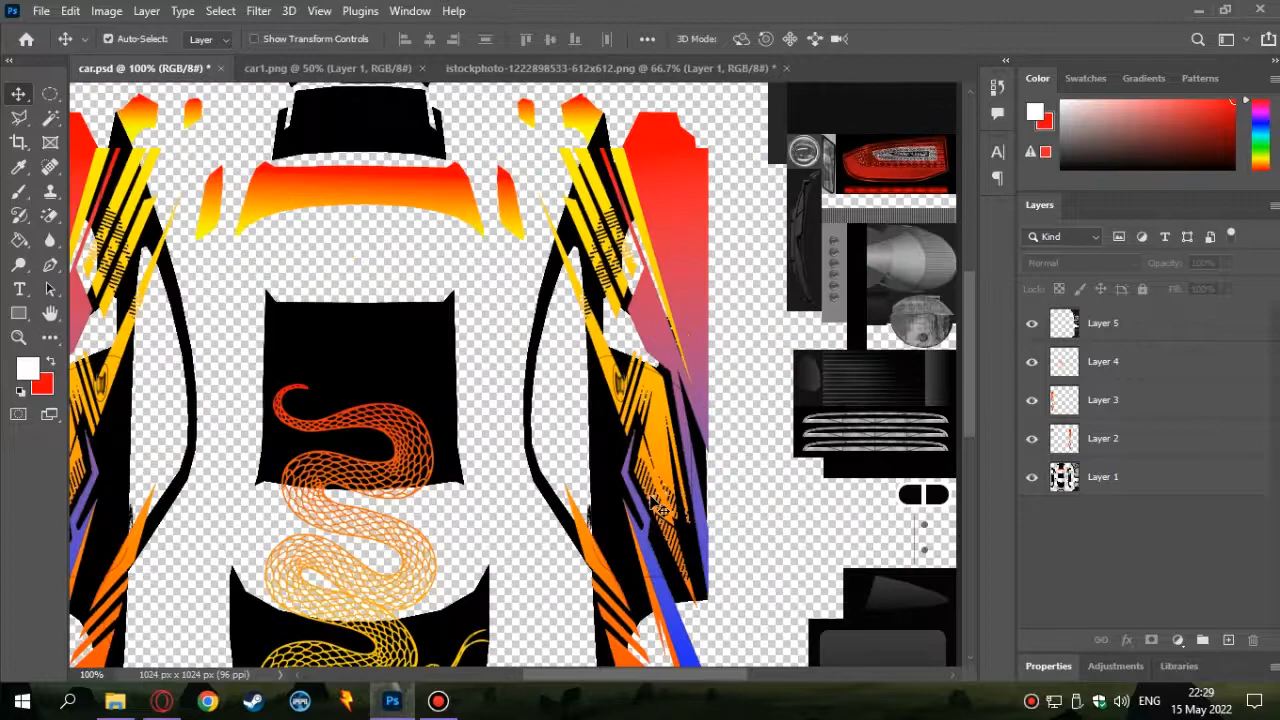 Ps File Edit Image Layer Type Select Filter 3D View Plugins Window Help
Auto-Select: Layer Show Transform Controls 3D Mode:
car.psd @ 100% (RGB/8#) * × car1.png @ 50% (Layer 1, RGB/8#) × istockphoto-1222898533-612x612.png @ 66.7% (Layer 1, RGB/8#) * ×
Color Swatches Gradients Patterns
Layers
Kind
Normal Opacity: 100%
Lock: Fill: 100%
Layer 5
Layer 4
Layer 3
Layer 2
Layer 1
100% 1024 px x 1024 px (96 ppi)
Properties Adjustments Libraries
Ps
ENG
22:29
15 May 2022